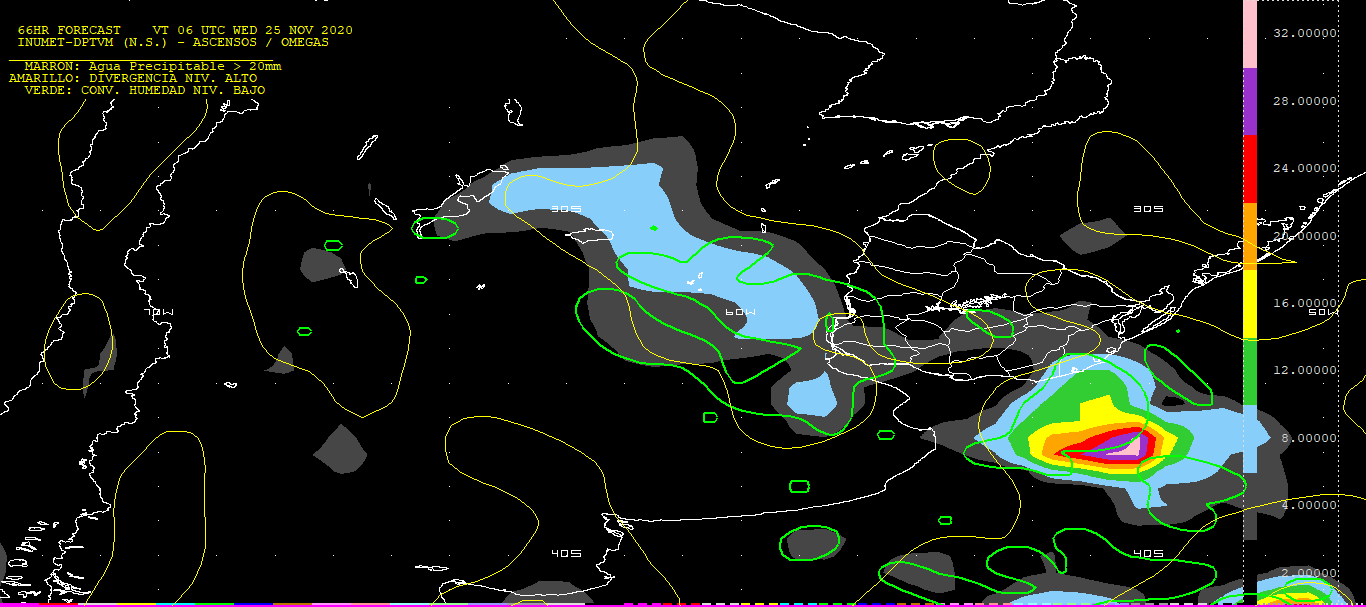 66HR FORECAST VT 06 UTC WED 25 NOV 2020
INUMET-DPTVM (N.S.) - ASCENSOS / OMEGAS
MARRON: Agua Precipitable > 20mm
AMARILLO: DIVERGENCIA NIV. ALTO
VERDE: CONV. HUMEDAD NIV. BAJO
32.00000
28.00000
24.00000
30S
30S
20.00000
16.00000
70W
60W
50W
12.00000
8.00000
4.00000
40S
40S
2.00000